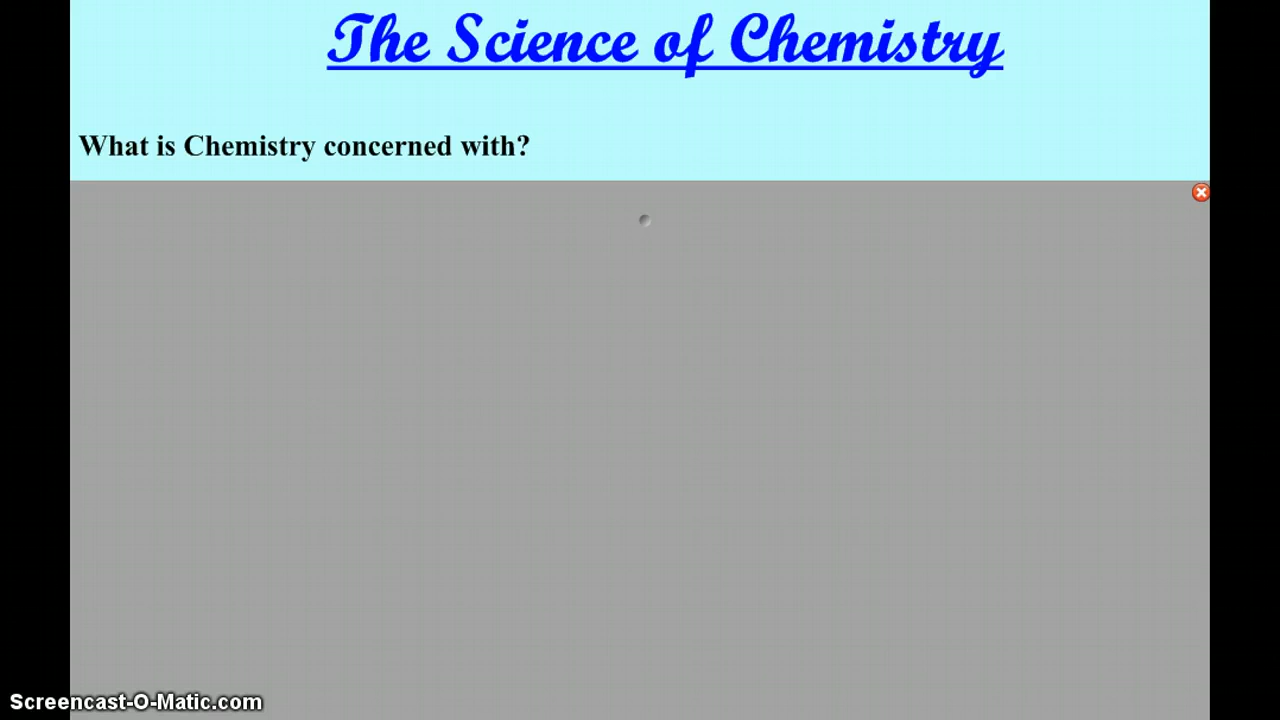 The Science of Chemistry
What is Chemistry concerned with?
Screencast-O-Matic.com